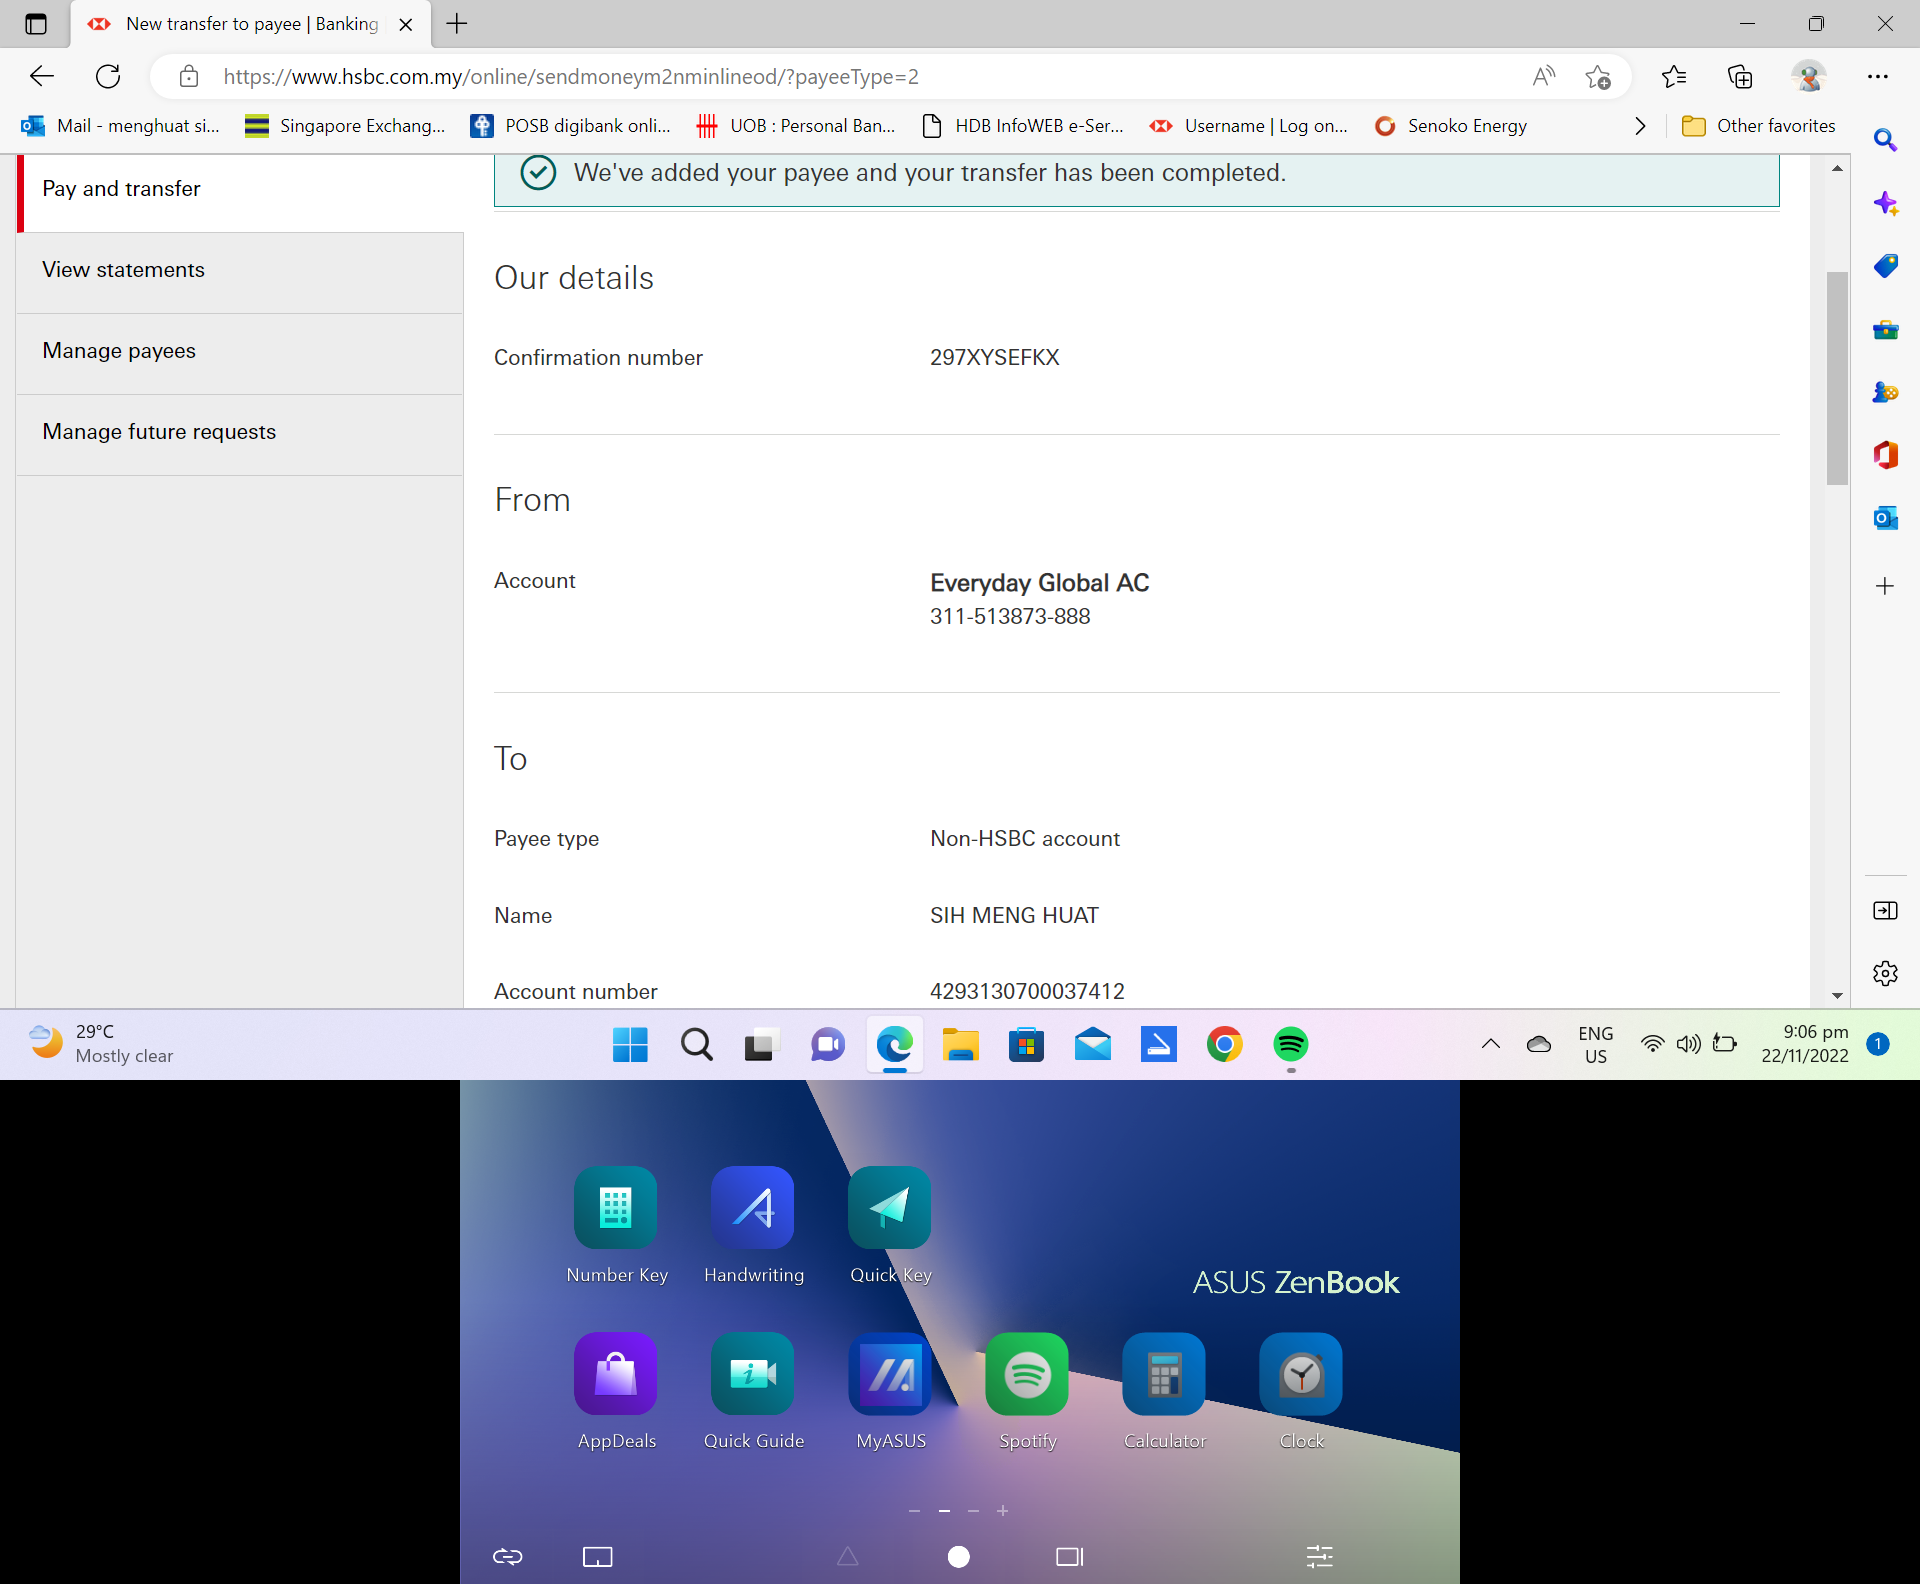 New transfer to payee | Banking
https://www.hsbc.com.my/online/sendmoneym2nminlineod/?payeeType=2
Mail - menghuat si...
Singapore Exchang...
POSB digibank onli...
UOB : Personal Ban...
HDB InfoWEB e-Ser...
Username | Log on...
Senoko Energy
Other favorites
Pay and transfer
View statements
Manage payees
Manage future requests
We've added your payee and your transfer has been completed.
Our details
Confirmation number 297XYSEFKX
From
Account Everyday Global AC
311-513873-888
To
Payee type Non-HSBC account
Name SIH MENG HUAT
Account number 4293130700037412
29°C
Mostly clear
ENG
US
9:06 pm
22/11/2022
1
Number Key Handwriting Quick Key
ASUS ZenBook
AppDeals Quick Guide MyASUS Spotify Calculator Clock